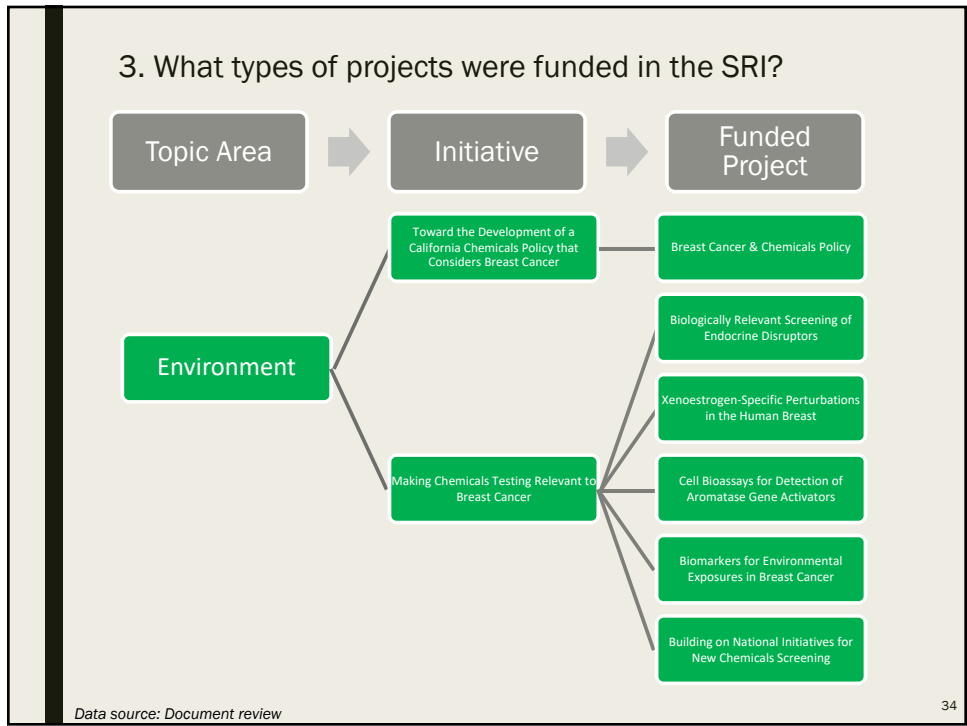 3. What types of projects were funded in the SRI?
Topic Area
Initiative
Funded
Project
Toward the Development of a
California Chemicals Policy that
Considers Breast Cancer
Breast Cancer & Chemicals Policy
Biologically Relevant Screening of
Endocrine Disruptors
Environment
Xenoestrogen-Specific Perturbations
in the Human Breast
Making Chemicals Testing Relevant to
Breast Cancer
Cell Bioassays for Detection of
Aromatase Gene Activators
Biomarkers for Environmental
Exposures in Breast Cancer
Building on National Initiatives for
New Chemicals Screening
Data source: Document review
34